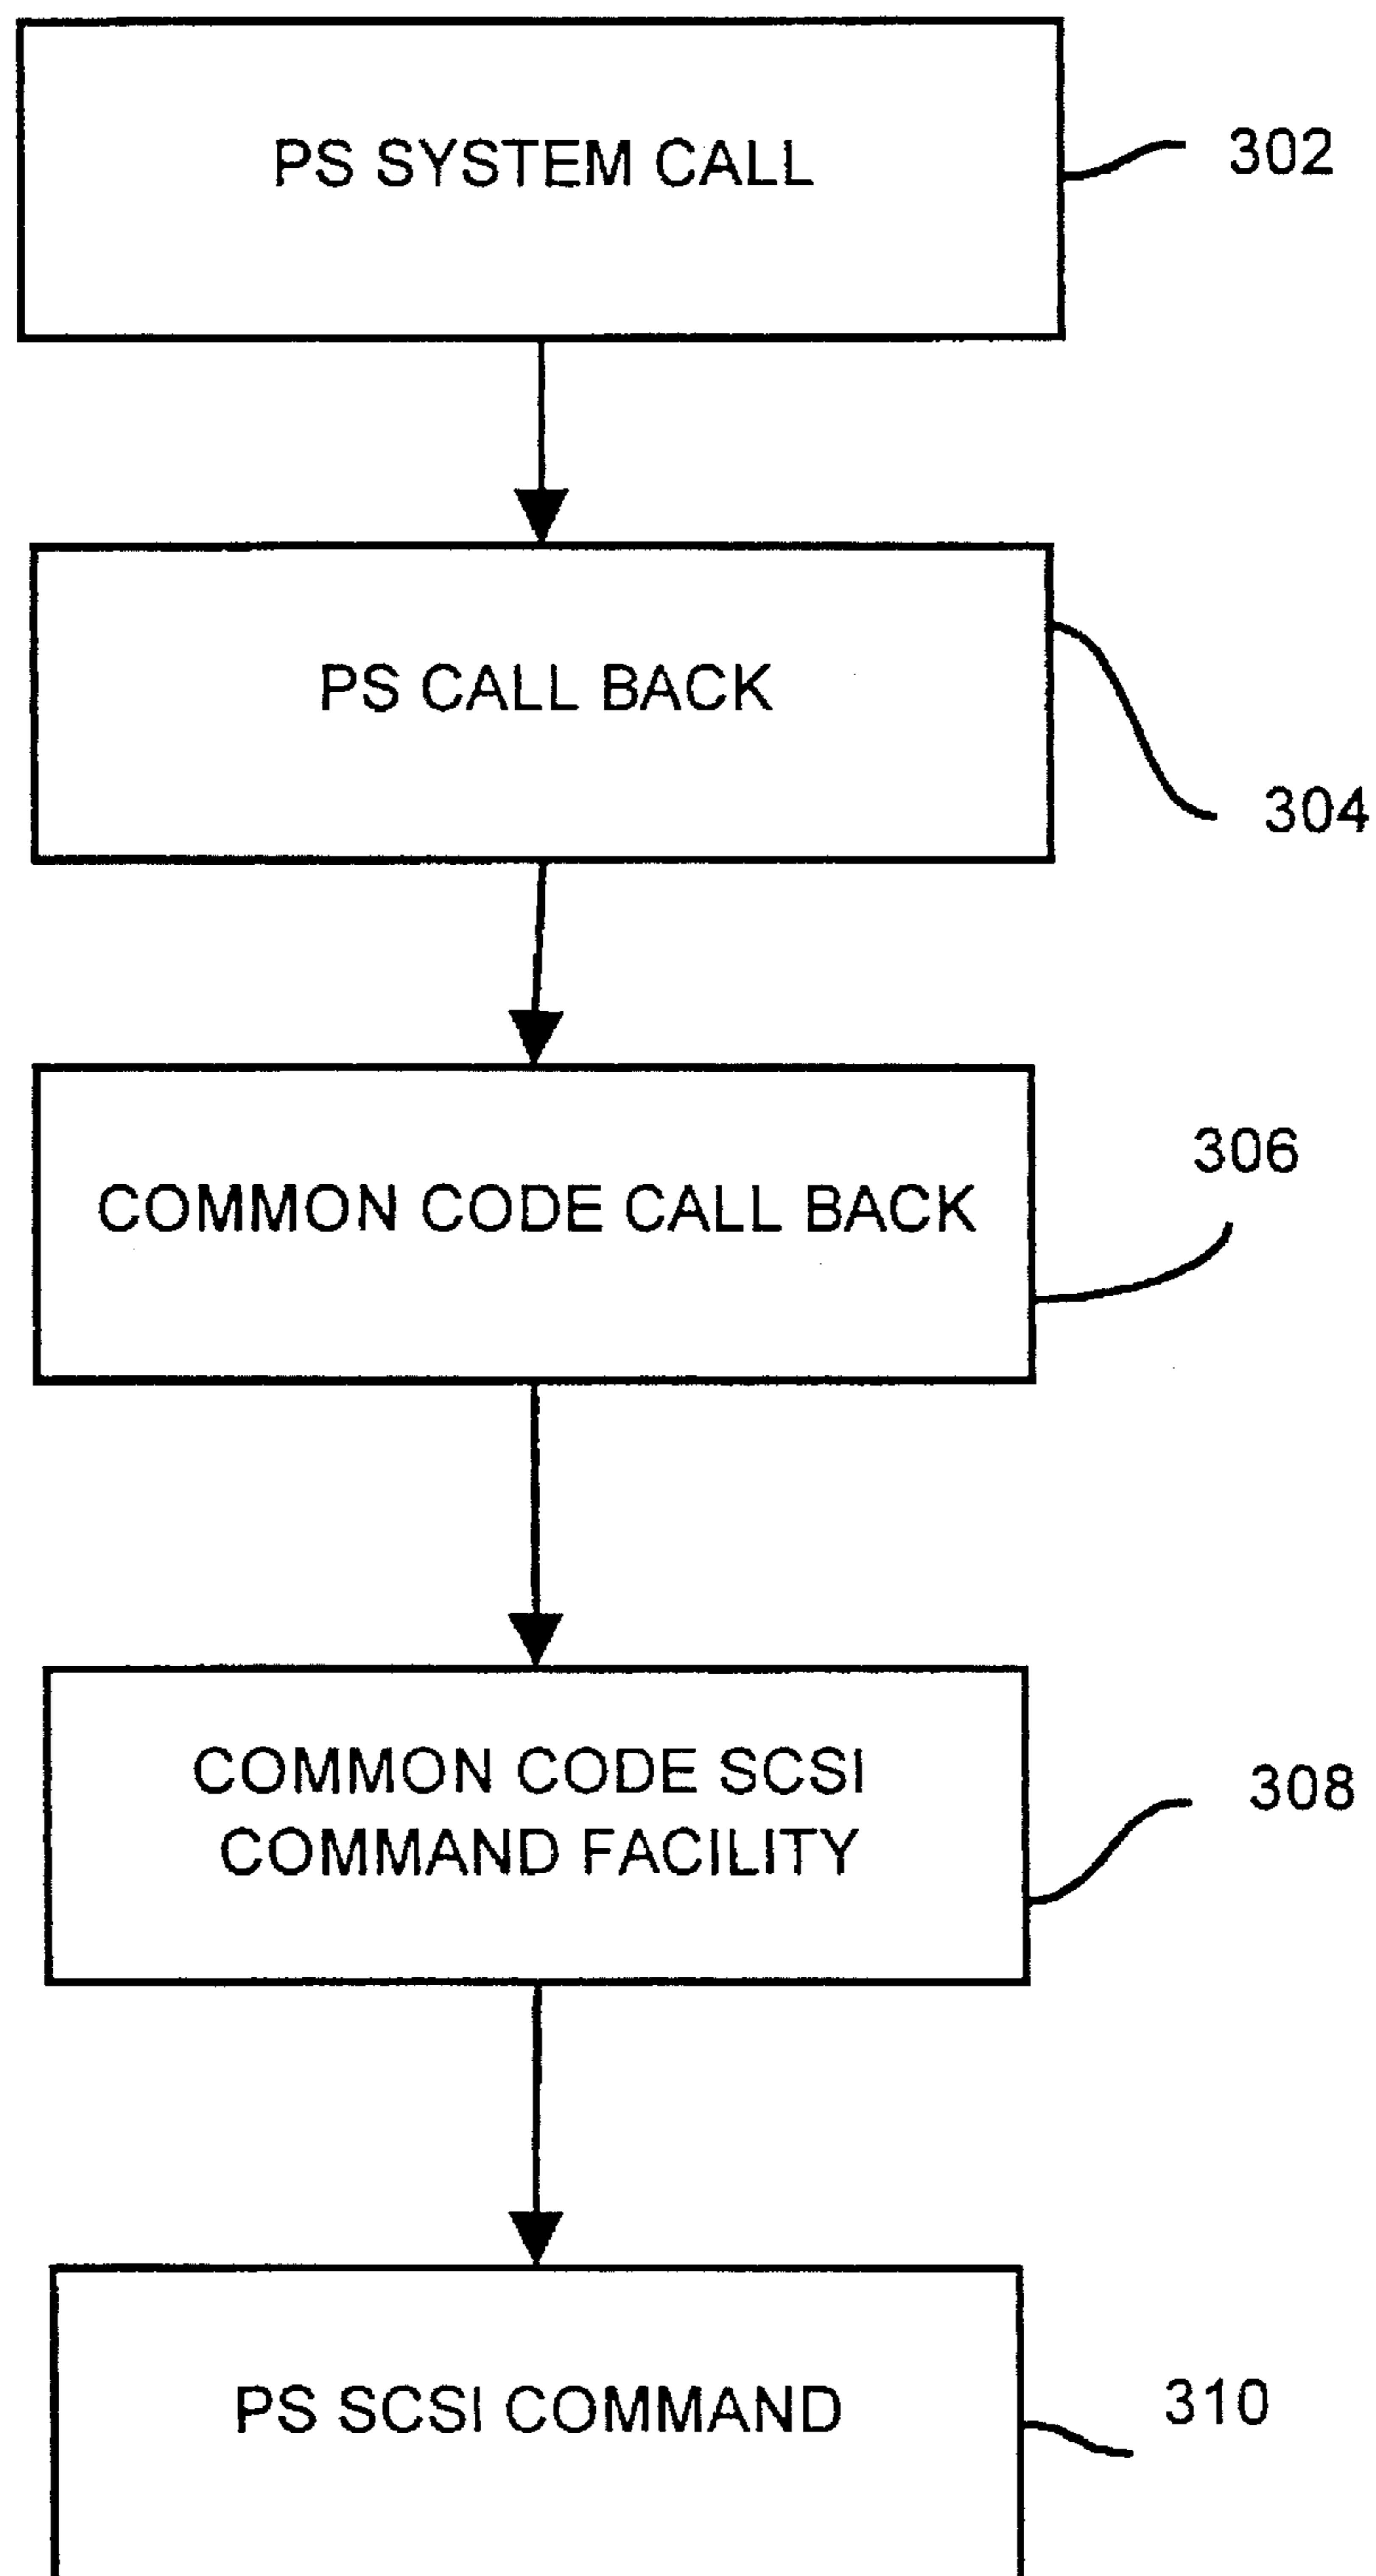 PS SYSTEM CALL
302
PS CALL BACK
304
COMMON CODE CALL BACK
306
COMMON CODE SCSI
COMMAND FACILITY
308
PS SCSI COMMAND
310